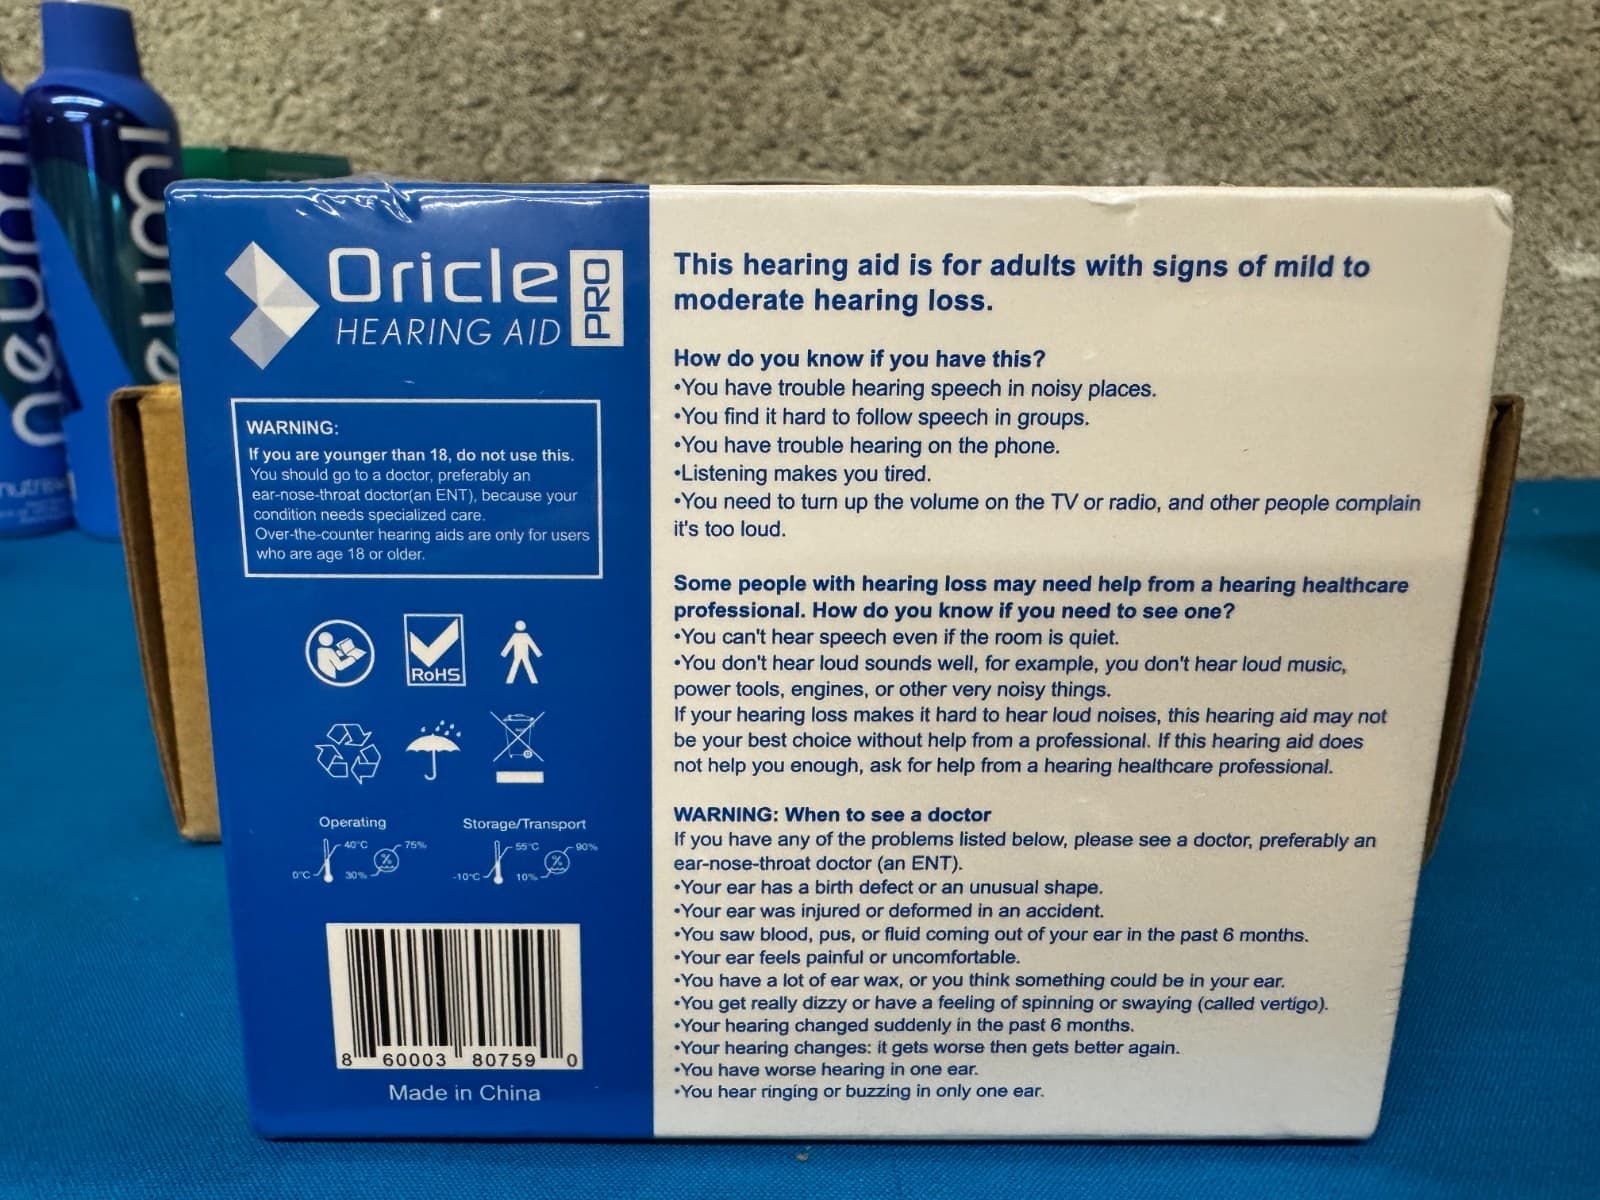 neumi
neumi
nutris
Oricle
HEARING AID
PRO
WARNING:
If you are younger than 18, do not use this.
You should go to a doctor, preferably an
ear-nose-throat doctor(an ENT), because your
condition needs specialized care.
Over-the-counter hearing aids are only for users
who are age 18 or older.
RoHS
Operating
40°C
75%
0°C
30%
Storage/Transport
55°C
90%
-10°C
10%
8 60003 80759 0
Made in China
This hearing aid is for adults with signs of mild to
moderate hearing loss.
How do you know if you have this?
•You have trouble hearing speech in noisy places.
•You find it hard to follow speech in groups.
•You have trouble hearing on the phone.
•Listening makes you tired.
•You need to turn up the volume on the TV or radio, and other people complain
it's too loud.
Some people with hearing loss may need help from a hearing healthcare
professional. How do you know if you need to see one?
•You can't hear speech even if the room is quiet.
•You don't hear loud sounds well, for example, you don't hear loud music,
power tools, engines, or other very noisy things.
If your hearing loss makes it hard to hear loud noises, this hearing aid may not
be your best choice without help from a professional. If this hearing aid does
not help you enough, ask for help from a hearing healthcare professional.
WARNING: When to see a doctor
If you have any of the problems listed below, please see a doctor, preferably an
ear-nose-throat doctor (an ENT).
•Your ear has a birth defect or an unusual shape.
•Your ear was injured or deformed in an accident.
•You saw blood, pus, or fluid coming out of your ear in the past 6 months.
•Your ear feels painful or uncomfortable.
•You have a lot of ear wax, or you think something could be in your ear.
•You get really dizzy or have a feeling of spinning or swaying (called vertigo).
•Your hearing changed suddenly in the past 6 months.
•Your hearing changes: it gets worse then gets better again.
•You have worse hearing in one ear.
•You hear ringing or buzzing in only one ear.